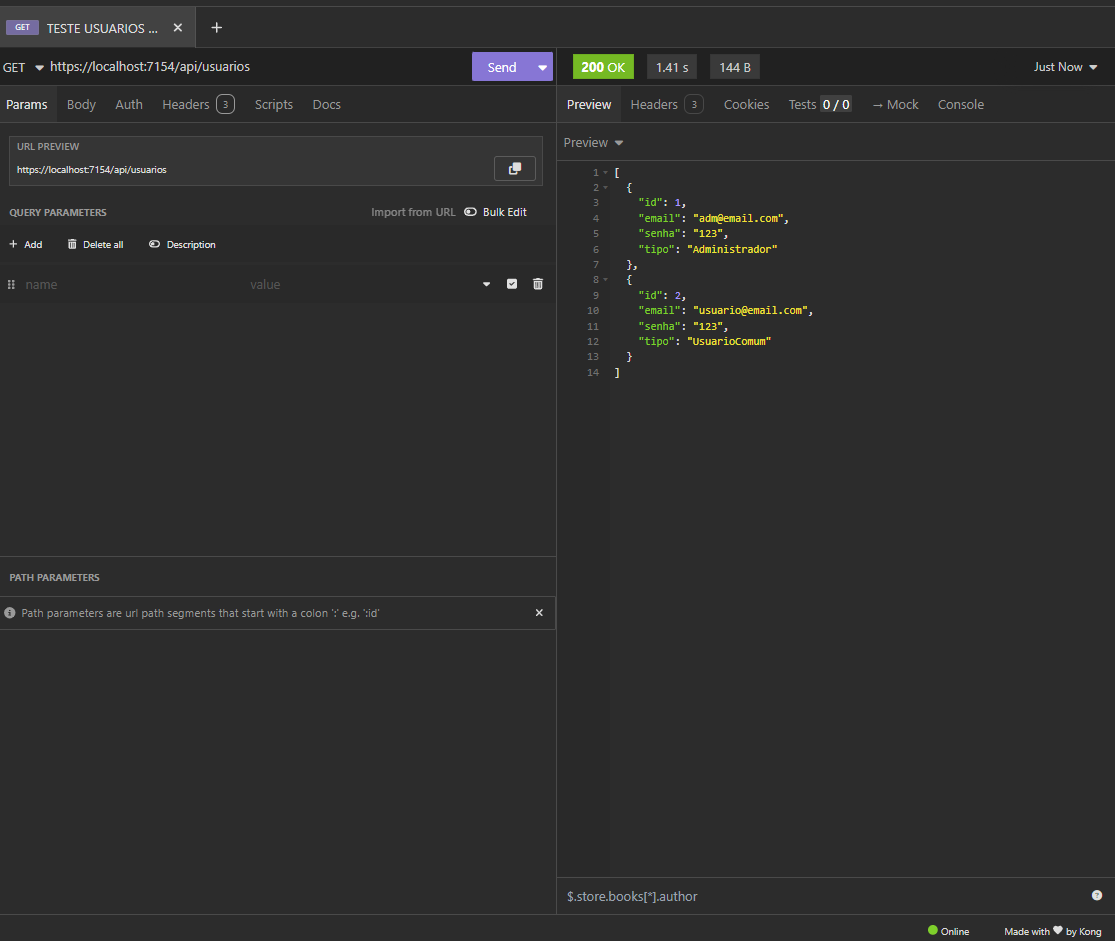 GET TESTE USUARIOS ... ✕ +
GET https://localhost:7154/api/usuarios Send
200 OK 1.41 s 144 B Just Now
Params Body Auth Headers 3 Scripts Docs
Preview Headers 3 Cookies Tests 0 / 0 → Mock Console
URL PREVIEW
https://localhost:7154/api/usuarios
QUERY PARAMETERS Import from URL Bulk Edit
+ Add Delete all Description
name value
PATH PARAMETERS
Path parameters are url path segments that start with a colon ':' e.g. ':id' ✕
Preview
1 [
2 {
3 "id": 1,
4 "email": "adm@email.com",
5 "senha": "123",
6 "tipo": "Administrador"
7 },
8 {
9 "id": 2,
10 "email": "usuario@email.com",
11 "senha": "123",
12 "tipo": "UsuarioComum"
13 }
14 ]
$.store.books[*].author
Online Made with ♥ by Kong